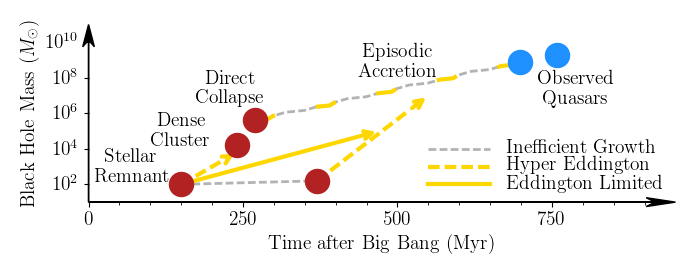 Black Hole Mass (M⊙)
10^10
10^8
10^6
10^4
10^2
Direct
Collapse
Dense
Cluster
Stellar
Remnant
Episodic
Accretion
Observed
Quasars
Inefficient Growth
Hyper Eddington
Eddington Limited
0
250
500
750
Time after Big Bang (Myr)